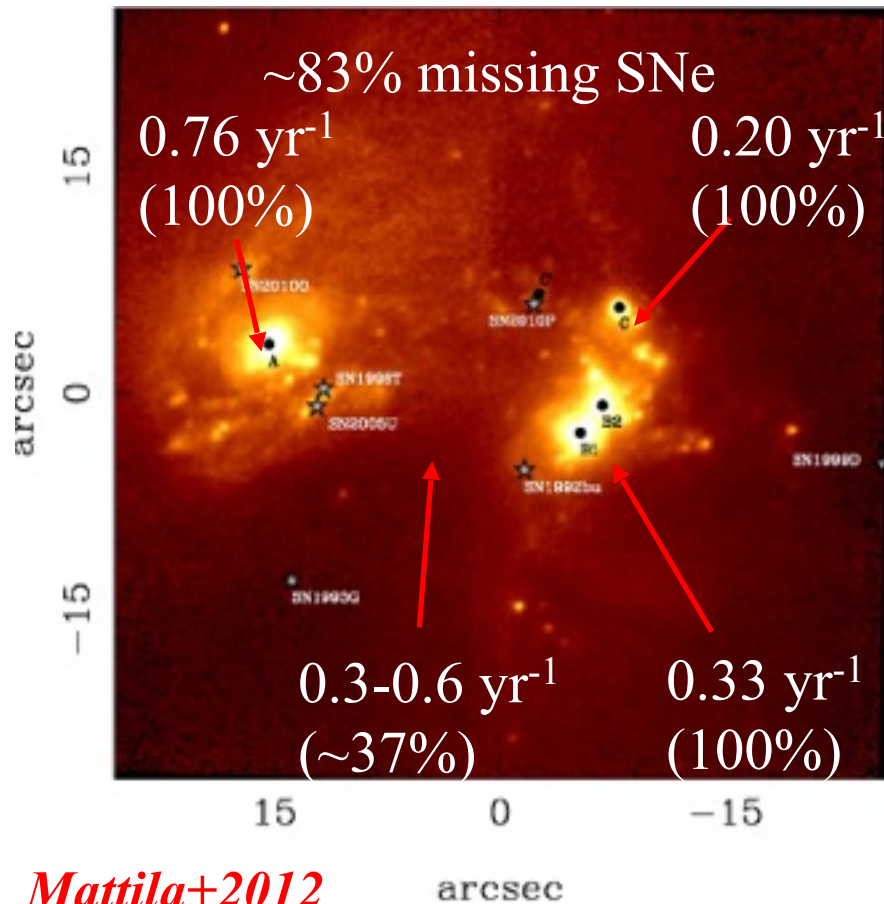 ~83% missing SNe
0.76 yr⁻¹
(100%)
0.20 yr⁻¹
(100%)
15
0
−15
arcsec
SN2010O
A
SN1998T
SN2005U
C'
SN2010P
C
B2
B1
SN1992bu
SN1999D
SN1993G
0.3-0.6 yr⁻¹
(~37%)
0.33 yr⁻¹
(100%)
15
0
−15
arcsec
Mattila+2012